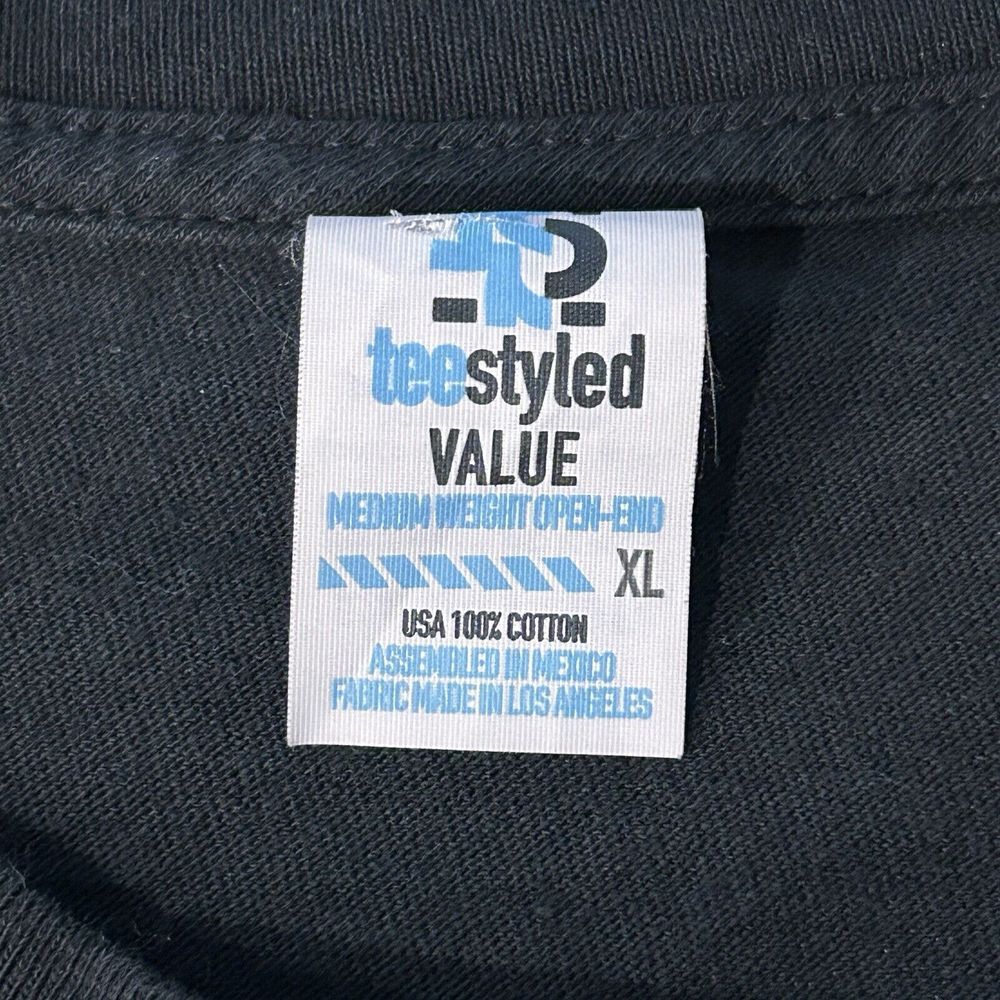 teestyled
VALUE
MEDIUM WEIGHT OPEN-END
XL
USA 100% COTTON
ASSEMBLED IN MEXICO
FABRIC MADE IN LOS ANGELES